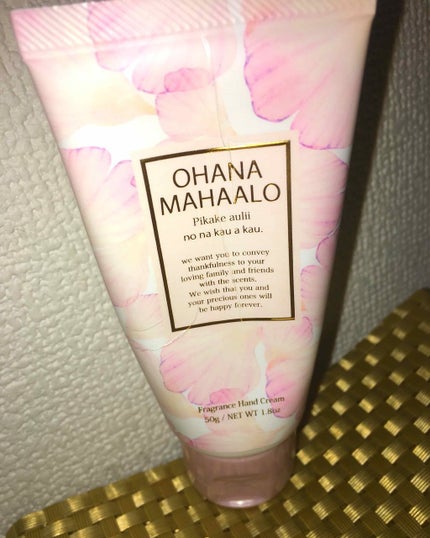 OHANA
MAHAALO
Pikake aulii
no na kau a kau.
we want you to convey
thankfulness to your
loving family and friends
with the scents.
We wish that you and
your precious ones will
be happy forever.
Fragrance Hand Cream
50g / NET WT 1.8oz